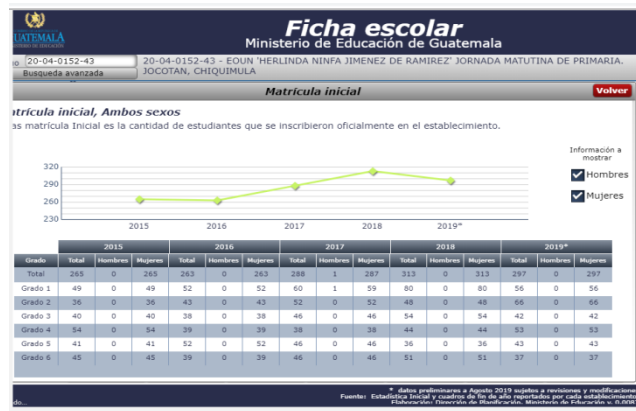 Ficha escolar
GUATEMALA
MINISTERIO DE EDUCACIÓN
Ministerio de Educación de Guatemala
20-04-0152-43
20-04-0152-43 - EOUN 'HERLINDA NINFA JIMENEZ DE RAMIREZ' JORNADA MATUTINA DE PRIMARIA.
Busqueda avanzada
JOCOTAN, CHIQUIMULA
Matrícula inicial
Volver
trícula inicial, Ambos sexos
as matrícula Inicial es la cantidad de estudiantes que se inscribieron oficialmente en el establecimiento.
Información a
mostrar
Hombres
Mujeres
320
290
260
230
2015 2016 2017 2018 2019*
2015 2016 2017 2018 2019*
Grado Total Hombres Mujeres Total Hombres Mujeres Total Hombres Mujeres Total Hombres Mujeres Total Hombres Mujeres
Total 265 0 265 263 0 263 288 1 287 313 0 313 297 0 297
Grado 1 49 0 49 52 0 52 60 1 59 80 0 80 56 0 56
Grado 2 36 0 36 43 0 43 52 0 52 48 0 48 66 0 66
Grado 3 40 0 40 38 0 38 46 0 46 54 0 54 42 0 42
Grado 4 54 0 54 39 0 39 38 0 38 44 0 44 53 0 53
Grado 5 41 0 41 52 0 52 46 0 46 36 0 36 43 0 43
Grado 6 45 0 45 39 0 39 46 0 46 51 0 51 37 0 37
* datos preliminares a Agosto 2019 sujetos a revisiones y modificacione
Fuente: Estadística Inicial y cuadros de fin de año reportados por cada establecimiento
Elaboración: Dirección de Planificación. Ministerio de Educación v. 0.008
do...